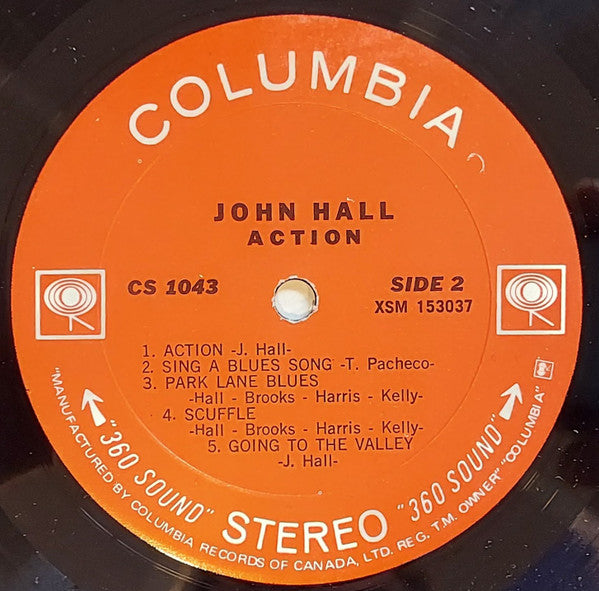 COLUMBIA
JOHN HALL
ACTION
CS 1043
SIDE 2
XSM 153037
1. ACTION -J. Hall-
2. SING A BLUES SONG -T. Pacheco-
3. PARK LANE BLUES
-Hall - Brooks - Harris - Kelly-
4. SCUFFLE
-Hall - Brooks - Harris - Kelly-
5. GOING TO THE VALLEY
-J. Hall-
"360 SOUND" STEREO "360 SOUND"
"MANUFACTURED BY COLUMBIA RECORDS OF CANADA, LTD. REG. T.M. OWNER" "COLUMBIA"